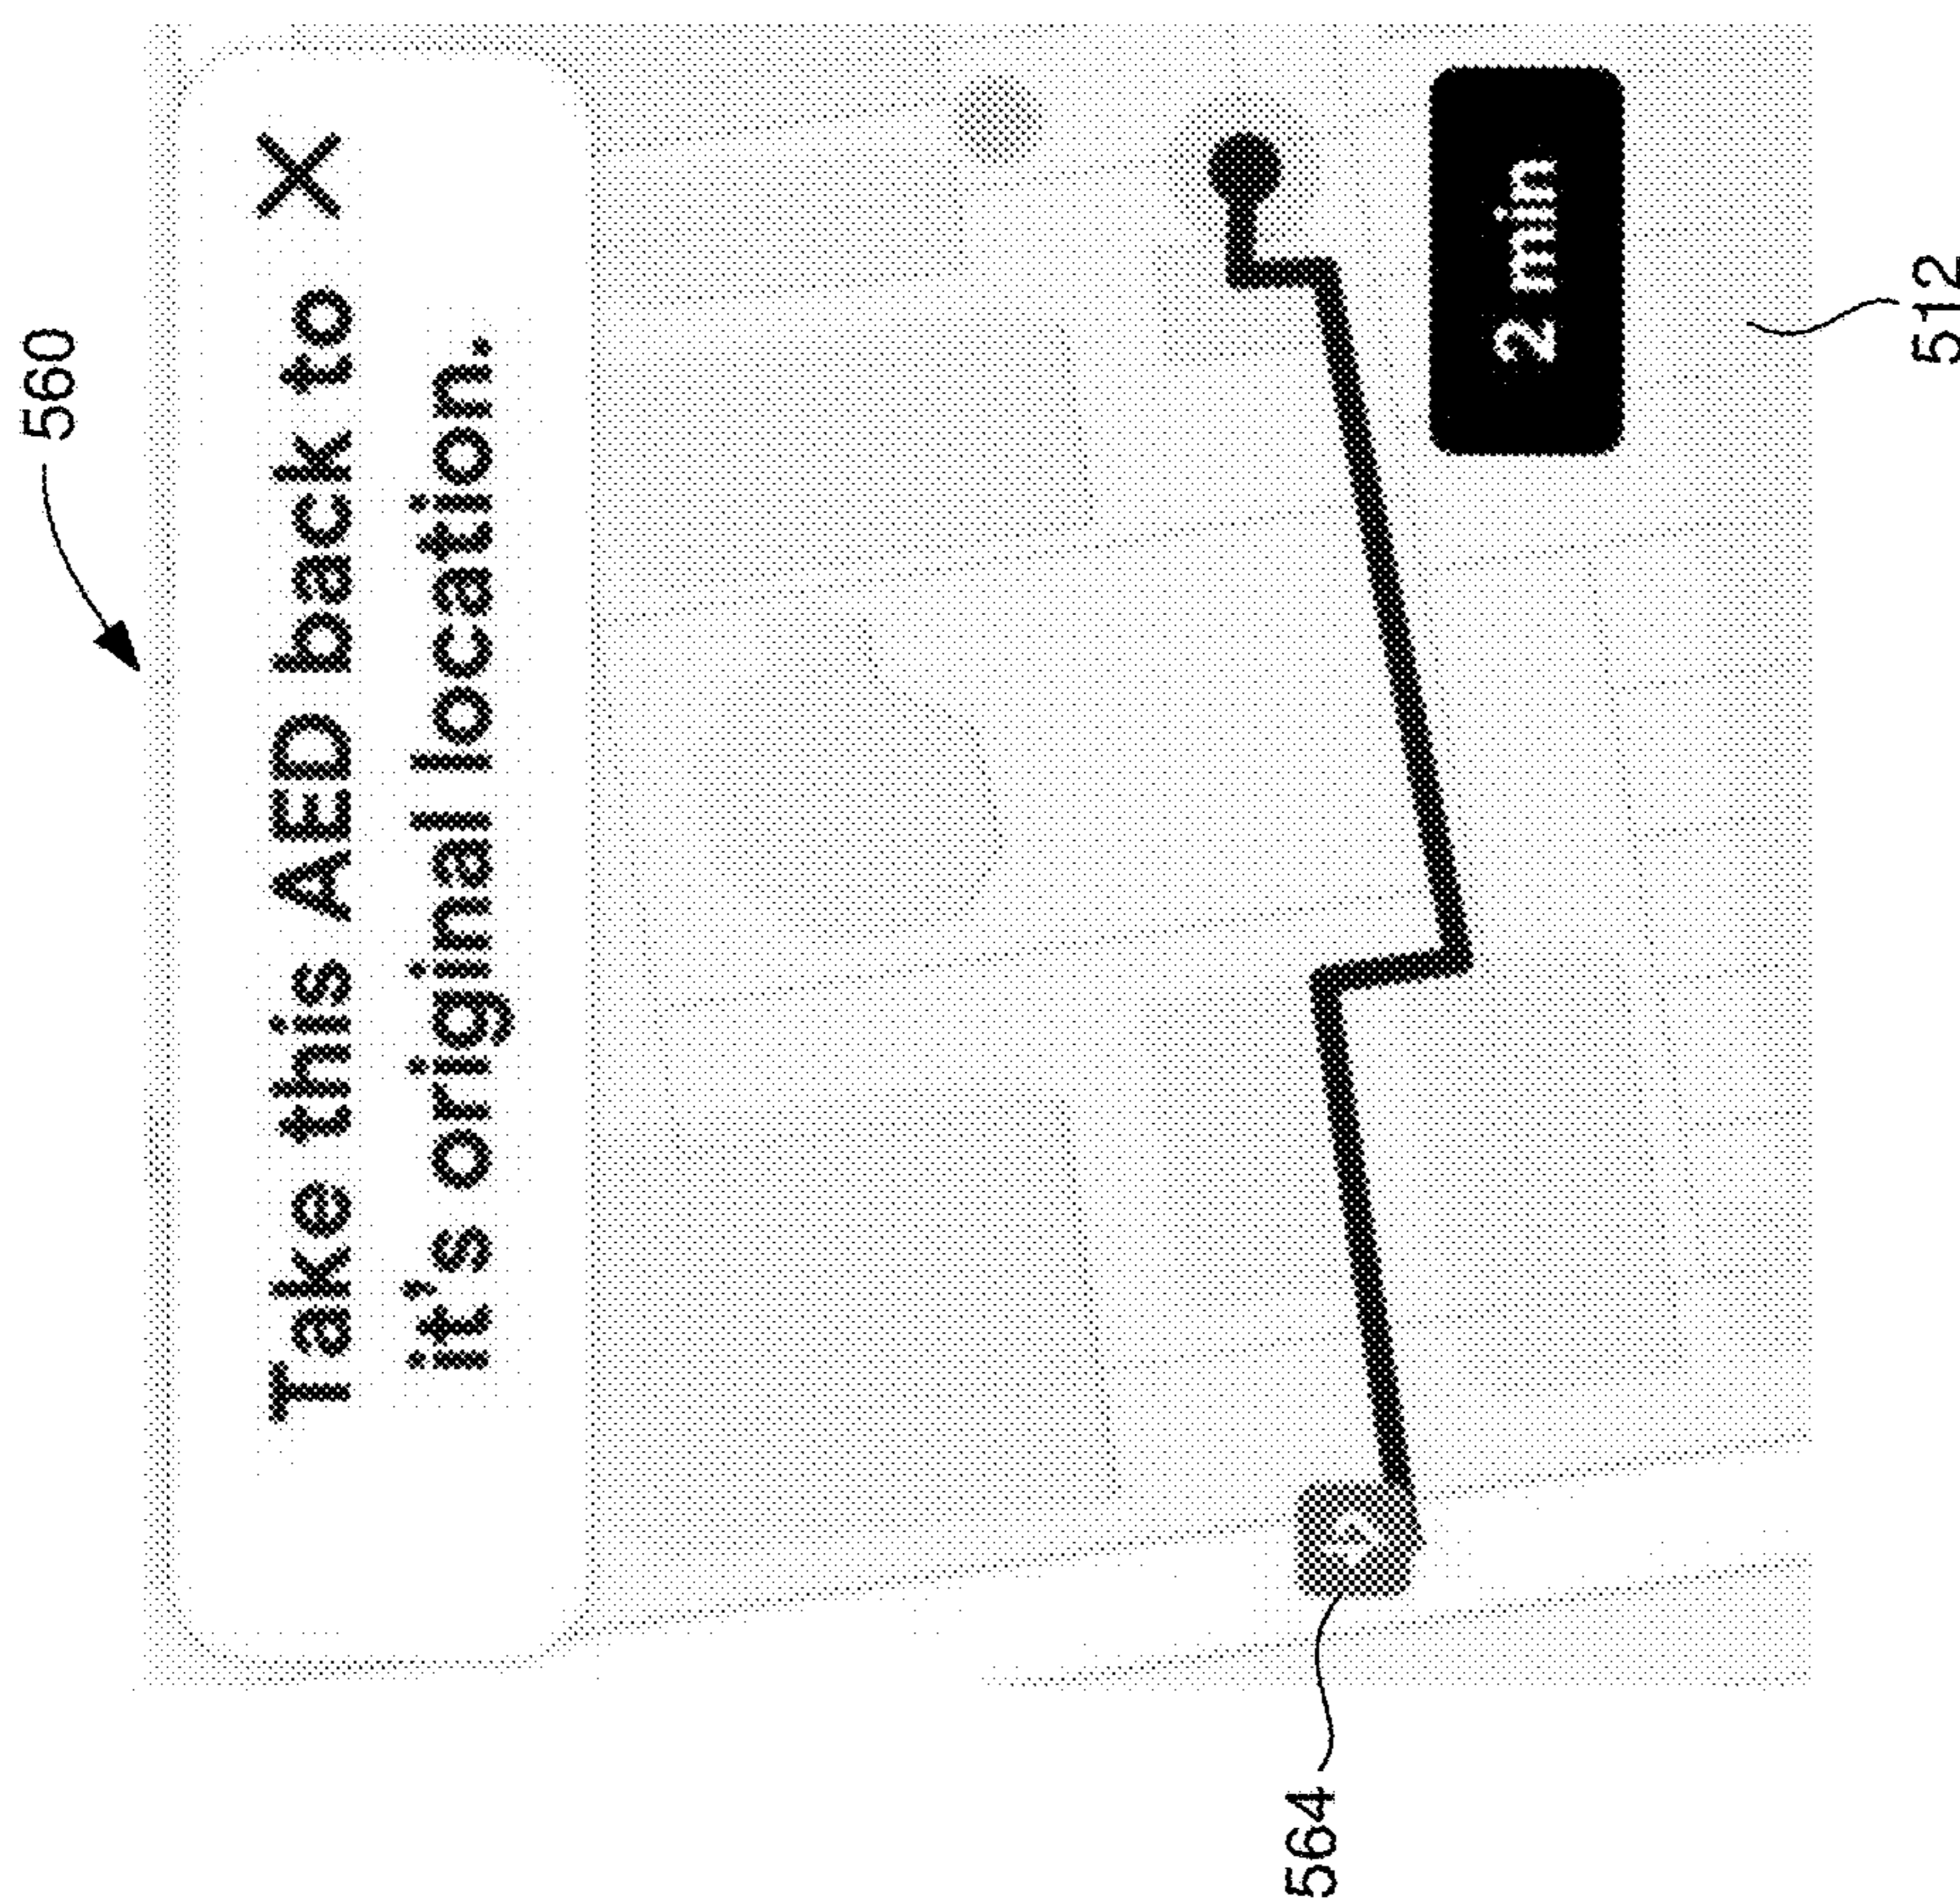 560
Take this AED back to X
it's original location.
2 min
512
564